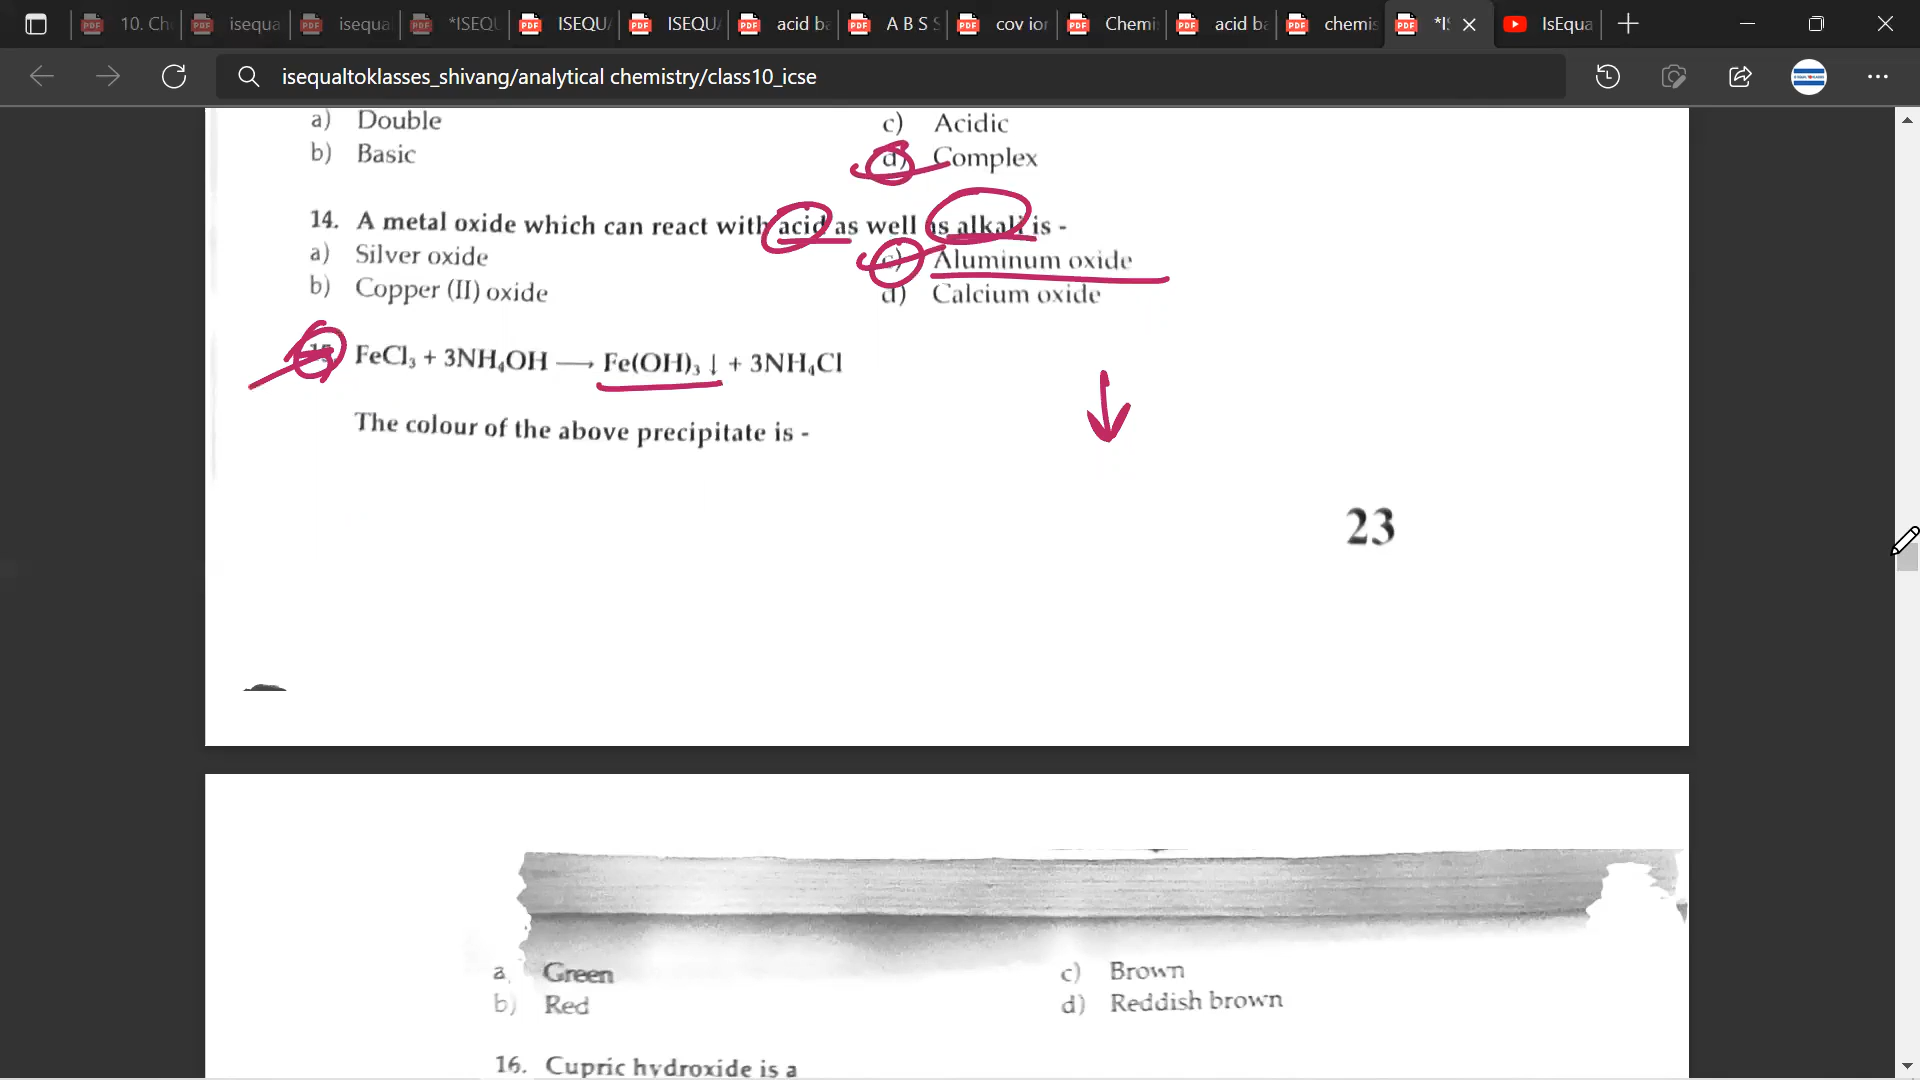 10. Ch
isequa
isequa
*ISEQU
ISEQU
ISEQU
acid ba
A B S S
cov ior
Chemi
acid ba
chemis
*IS
IsEqua
isequaltoklasses_shivang/analytical chemistry/class10_icse
a) Double
c) Acidic
b) Basic
d) Complex
14. A metal oxide which can react with acid as well as alkali is -
a) Silver oxide
c) Aluminum oxide
b) Copper (II) oxide
d) Calcium oxide
15. FeCl₃ + 3NH₄OH ⟶ Fe(OH)₃ ↓ + 3NH₄Cl
The colour of the above precipitate is -
23
a) Green
c) Brown
b) Red
d) Reddish brown
16. Cupric hydroxide is a